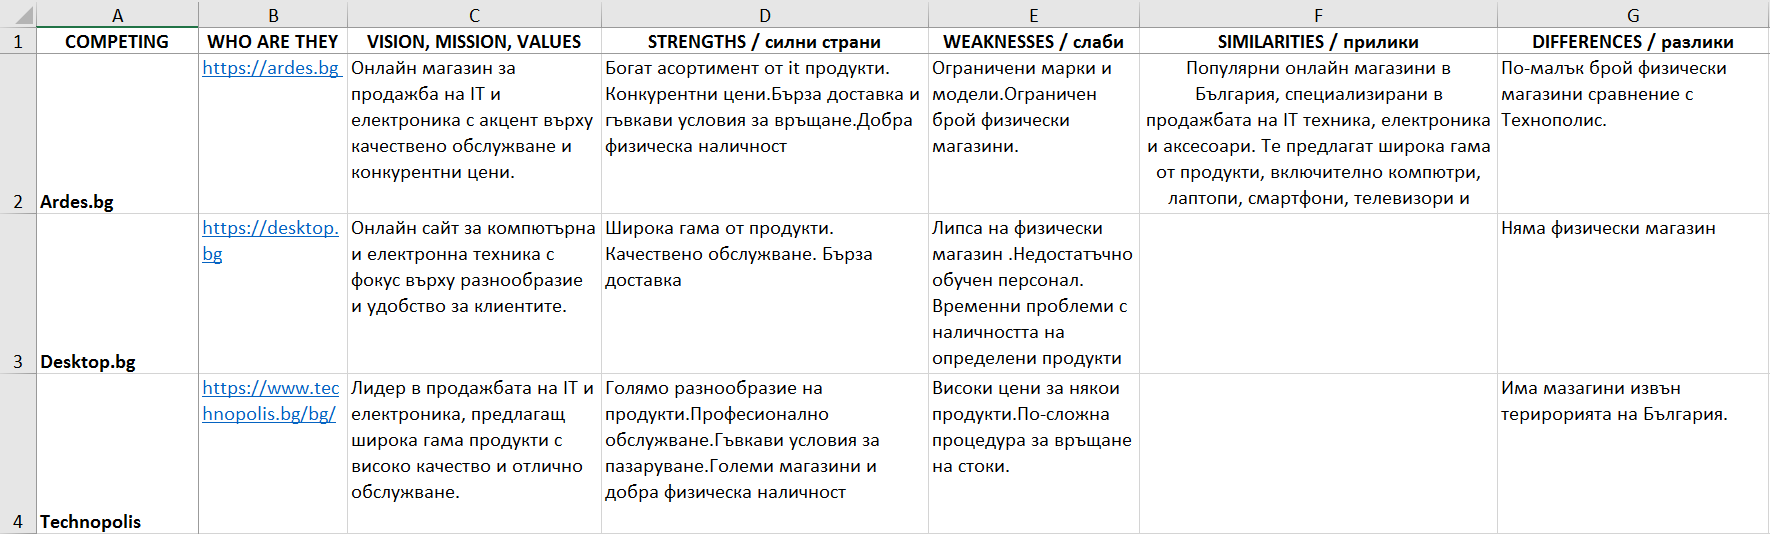 A B C D E F G
1 COMPETING WHO ARE THEY VISION, MISSION, VALUES STRENGTHS / силни страни WEAKNESSES / слаби SIMILARITIES / прилики DIFFERENCES / разлики
2
Ardes.bg
https://ardes.bg
Онлайн магазин за
продажба на IT и
електроника с акцент върху
качествено обслужване и
конкурентни цени.
Богат асортимент от it продукти.
Конкурентни цени.Бърза доставка и
гъвкави условия за връщане.Добра
физическа наличност
Ограничени марки и
модели.Ограничен
брой физически
магазини.
Популярни онлайн магазини в
България, специализирани в
продажбата на IT техника, електроника
и аксесоари. Те предлагат широка гама
от продукти, включително компютри,
лаптопи, смартфони, телевизори и
По-малък брой физически
магазини сравнение с
Технополис.
3
Desktop.bg
https://desktop.
bg
Онлайн сайт за компютърна
и електронна техника с
фокус върху разнообразие
и удобство за клиентите.
Широка гама от продукти.
Качествено обслужване. Бърза
доставка
Липса на физически
магазин .Недостатъчно
обучен персонал.
Временни проблеми с
наличността на
определени продукти
Няма физически магазин
4
Technopolis
https://www.tec
hnopolis.bg/bg/
Лидер в продажбата на IT и
електроника, предлагащ
широка гама продукти с
високо качество и отлично
обслужване.
Голямо разнообразие на
продукти.Професионално
обслужване.Гъвкави условия за
пазаруване.Големи магазини и
добра физическа наличност
Високи цени за някои
продукти.По-сложна
процедура за връщане
на стоки.
Има мазагини извън
терирорията на България.